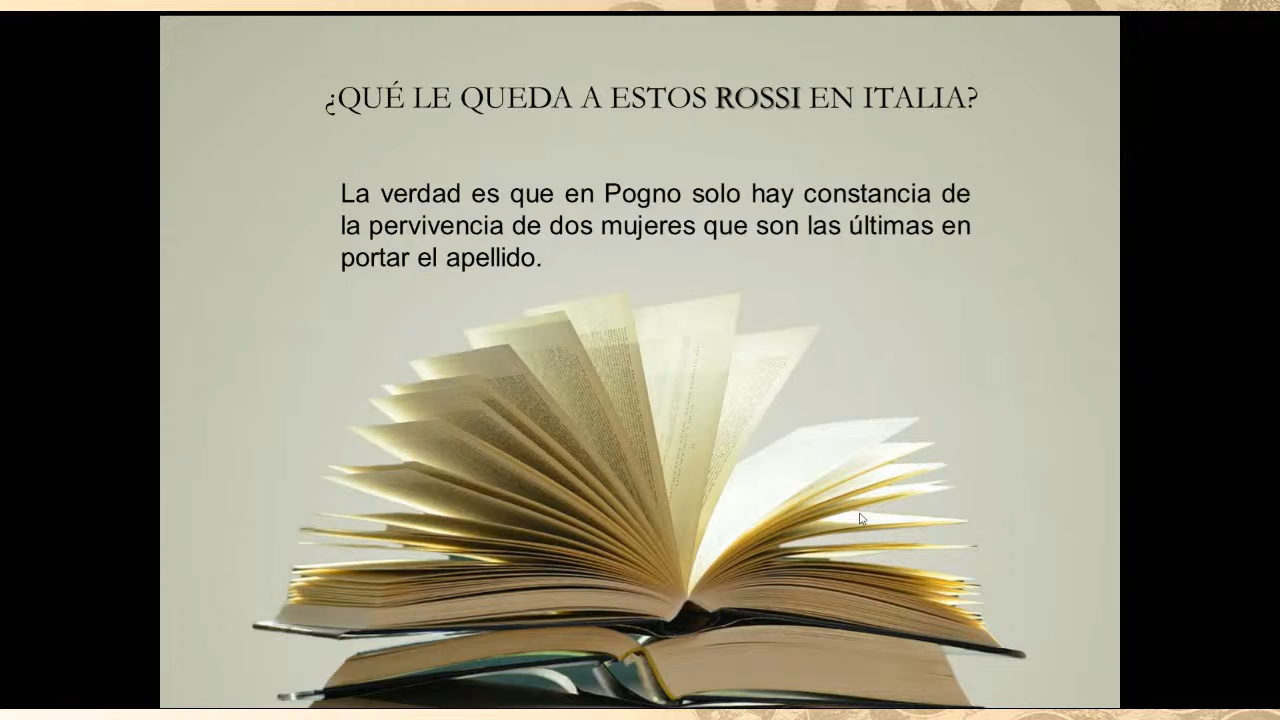 ¿QUÉ LE QUEDA A ESTOS ROSSI EN ITALIA?
La verdad es que en Pogno solo hay constancia de
la pervivencia de dos mujeres que son las últimas en
portar el apellido.